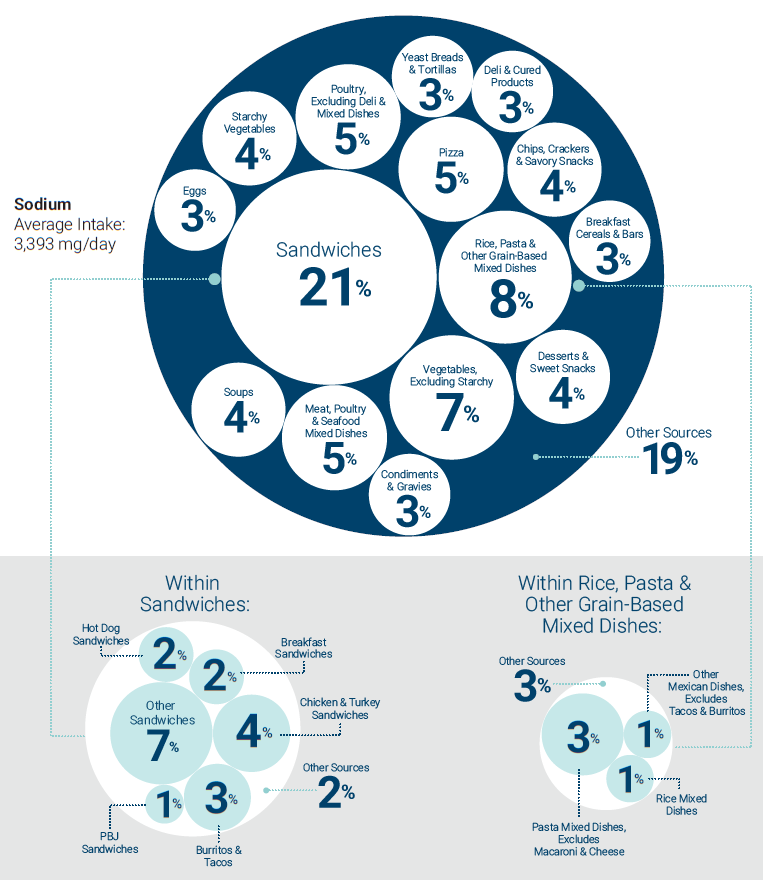 Yeast Breads
& Tortillas
3%
Deli & Cured
Products
3%
Poultry,
Excluding Deli &
Mixed Dishes
5%
Starchy
Vegetables
4%
Pizza
5%
Chips, Crackers
& Savory Snacks
4%
Eggs
3%
Sodium
Average Intake:
3,393 mg/day
Breakfast
Cereals & Bars
3%
Sandwiches
21%
Rice, Pasta &
Other Grain-Based
Mixed Dishes
8%
Desserts &
Sweet Snacks
4%
Vegetables,
Excluding Starchy
7%
Soups
4%
Meat, Poultry
& Seafood
Mixed Dishes
5%
Other Sources
19%
Condiments
& Gravies
3%
Within
Sandwiches:
Hot Dog
Sandwiches
2%
Breakfast
Sandwiches
2%
Other
Sandwiches
7%
Chicken & Turkey
Sandwiches
4%
Other Sources
2%
PBJ
Sandwiches
1%
Burritos &
Tacos
3%
Within Rice, Pasta &
Other Grain-Based
Mixed Dishes:
Other Sources
3%
Other
Mexican Dishes,
Excludes
Tacos & Burritos
1%
3%
Pasta Mixed Dishes,
Excludes
Macaroni & Cheese
1%
Rice Mixed
Dishes